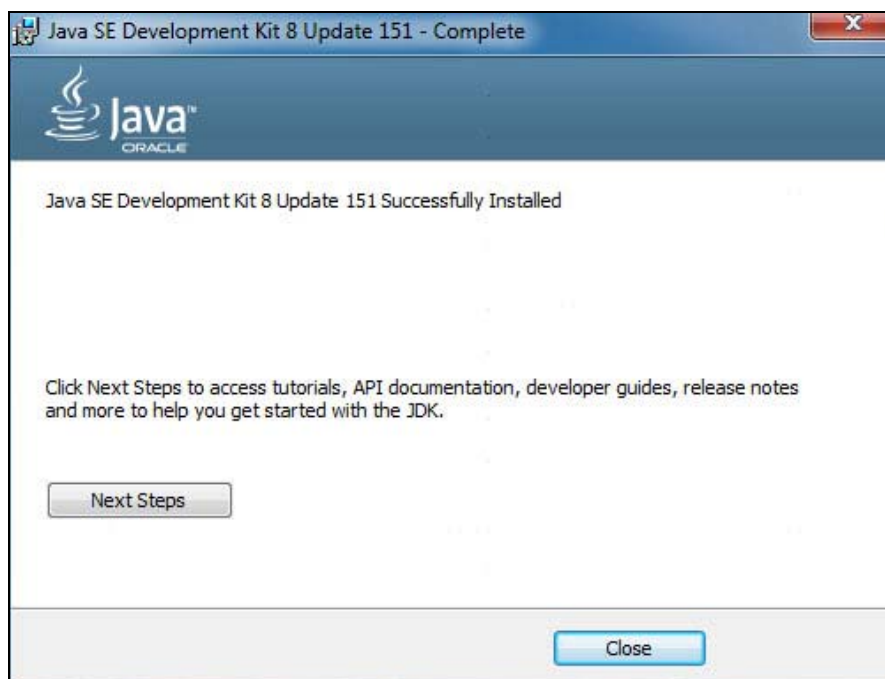 Java SE Development Kit 8 Update 151 - Complete
Java™
ORACLE
Java SE Development Kit 8 Update 151 Successfully Installed
Click Next Steps to access tutorials, API documentation, developer guides, release notes
and more to help you get started with the JDK.
Next Steps
Close